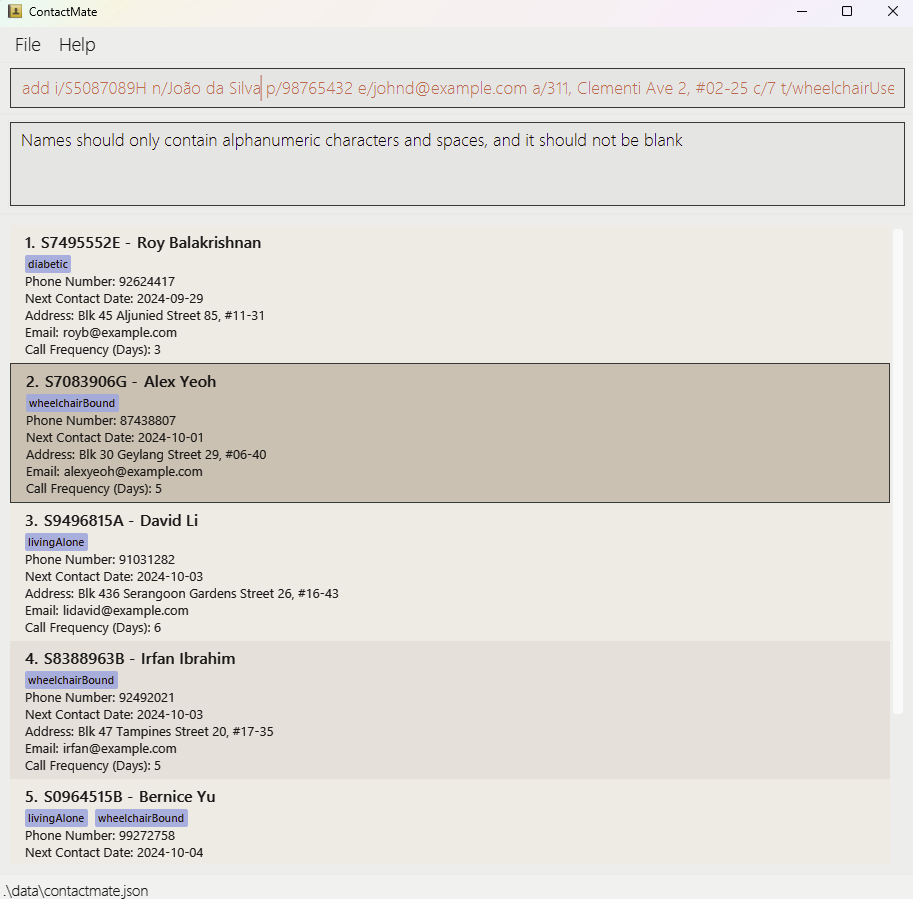 ContactMate
File Help
add i/S5087089H n/João da Silva p/98765432 e/johnd@example.com a/311, Clementi Ave 2, #02-25 c/7 t/wheelchairUse
Names should only contain alphanumeric characters and spaces, and it should not be blank
1. S7495552E - Roy Balakrishnan
diabetic
Phone Number: 92624417
Next Contact Date: 2024-09-29
Address: Blk 45 Aljunied Street 85, #11-31
Email: royb@example.com
Call Frequency (Days): 3
2. S7083906G - Alex Yeoh
wheelchairBound
Phone Number: 87438807
Next Contact Date: 2024-10-01
Address: Blk 30 Geylang Street 29, #06-40
Email: alexyeoh@example.com
Call Frequency (Days): 5
3. S9496815A - David Li
livingAlone
Phone Number: 91031282
Next Contact Date: 2024-10-03
Address: Blk 436 Serangoon Gardens Street 26, #16-43
Email: lidavid@example.com
Call Frequency (Days): 6
4. S8388963B - Irfan Ibrahim
wheelchairBound
Phone Number: 92492021
Next Contact Date: 2024-10-03
Address: Blk 47 Tampines Street 20, #17-35
Email: irfan@example.com
Call Frequency (Days): 5
5. S0964515B - Bernice Yu
livingAlone wheelchairBound
Phone Number: 99272758
Next Contact Date: 2024-10-04
.\data\contactmate.json